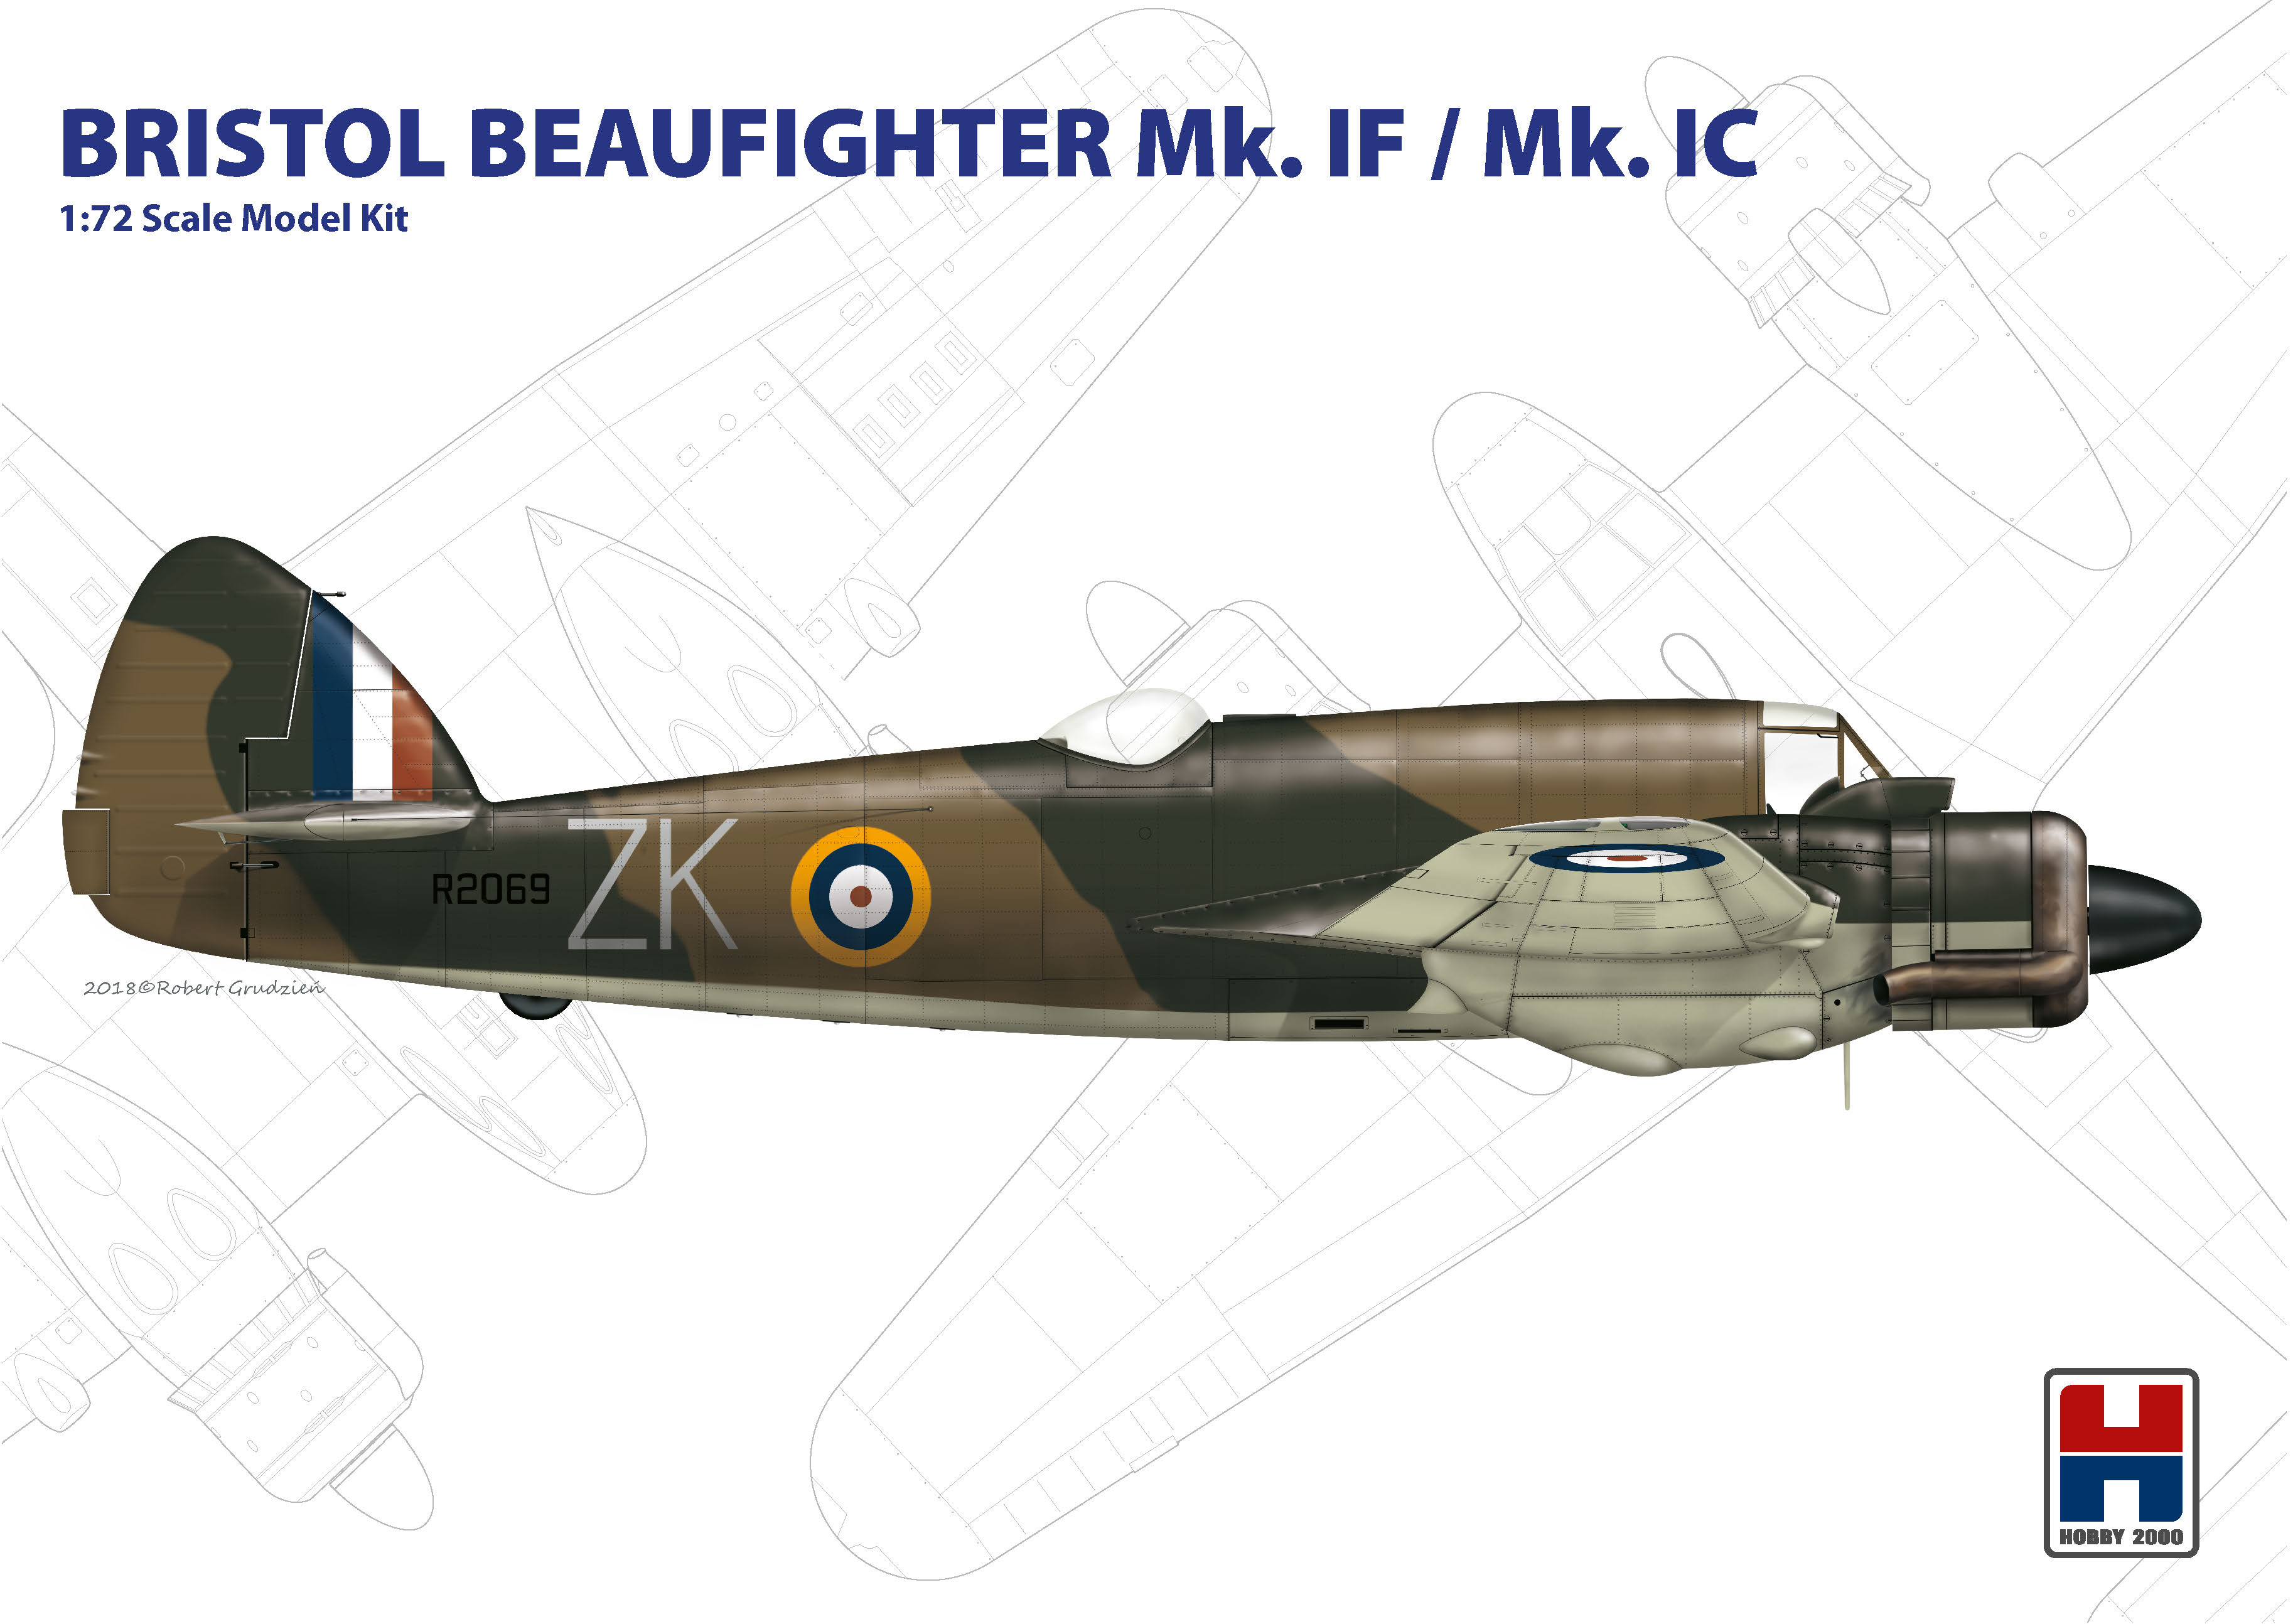 BRISTOL BEAUFIGHTER Mk. IF / Mk. IC
1:72 Scale Model Kit
R2069
ZK
2018©Robert Grudzień
HOBBY 2000